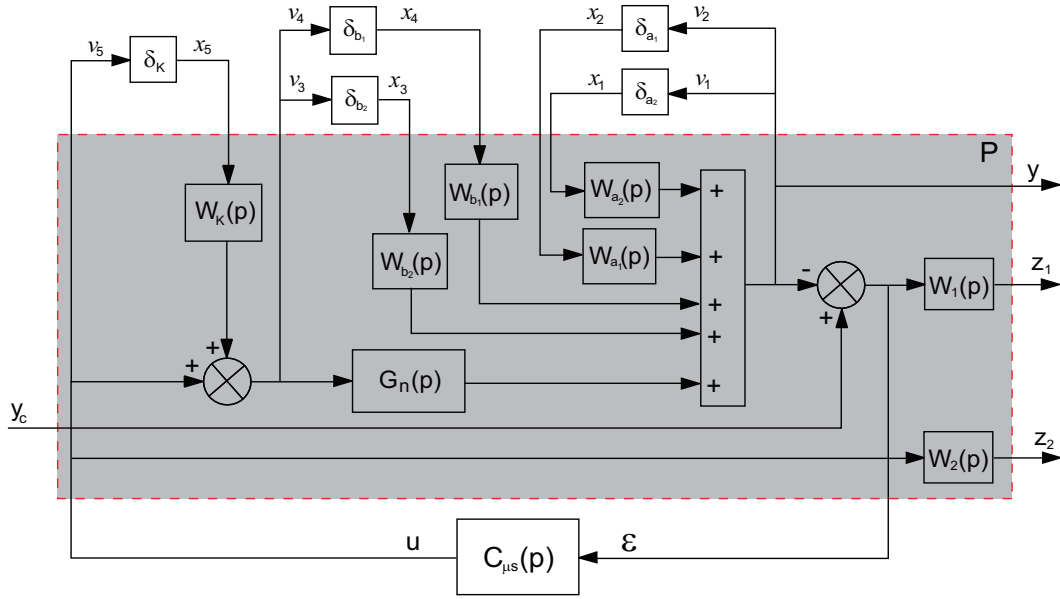 v₄ δb₁ x₄ x₂ δa₁ v₂
v₅ δK x₅
v₃ δb₂ x₃ x₁ δa₂ v₁
P
Wb₁(p) Wa₂(p) + y
WK(p)
Wb₂(p) Wa₁(p) +
- W₁(p) z₁
+
+ +
+ +
Gn(p) +
yc
W₂(p) z₂
u Cμs(p) ε